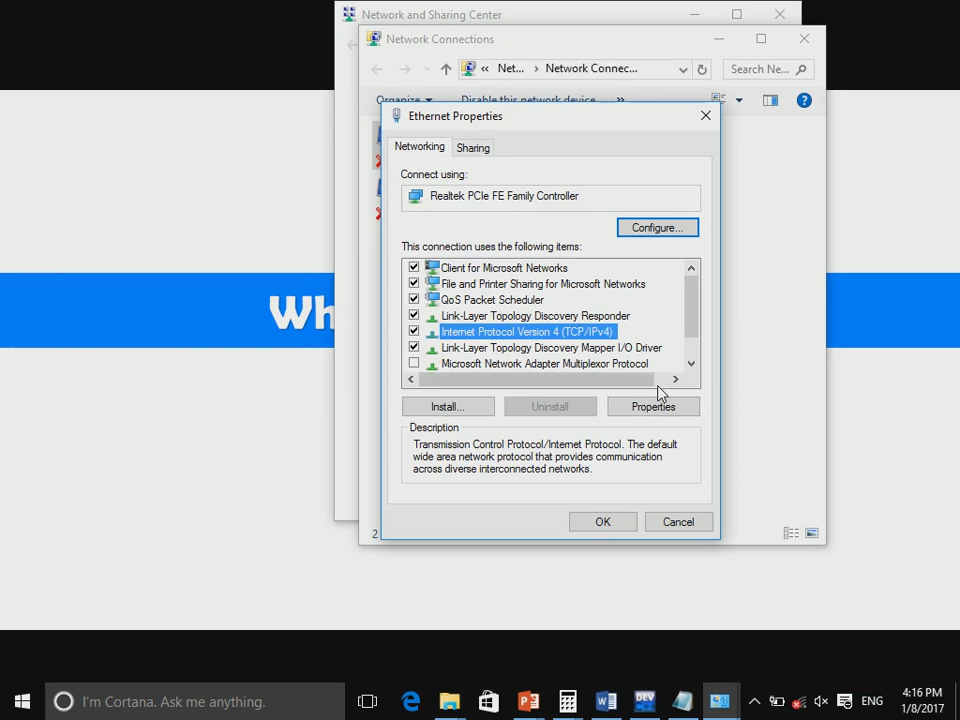 Network and Sharing Center
Network Connections
« Net... › Network Connec...
Search Ne...
Organize
Disable this network device
»
Ethernet Properties
Networking
Sharing
Connect using:
Realtek PCIe FE Family Controller
Configure...
This connection uses the following items:
Client for Microsoft Networks
File and Printer Sharing for Microsoft Networks
QoS Packet Scheduler
Link-Layer Topology Discovery Responder
Internet Protocol Version 4 (TCP/IPv4)
Link-Layer Topology Discovery Mapper I/O Driver
Microsoft Network Adapter Multiplexor Protocol
Install...
Uninstall
Properties
Description
Transmission Control Protocol/Internet Protocol. The default
wide area network protocol that provides communication
across diverse interconnected networks.
OK
Cancel
2
Wh
I'm Cortana. Ask me anything.
DEV
ENG
4:16 PM
1/8/2017